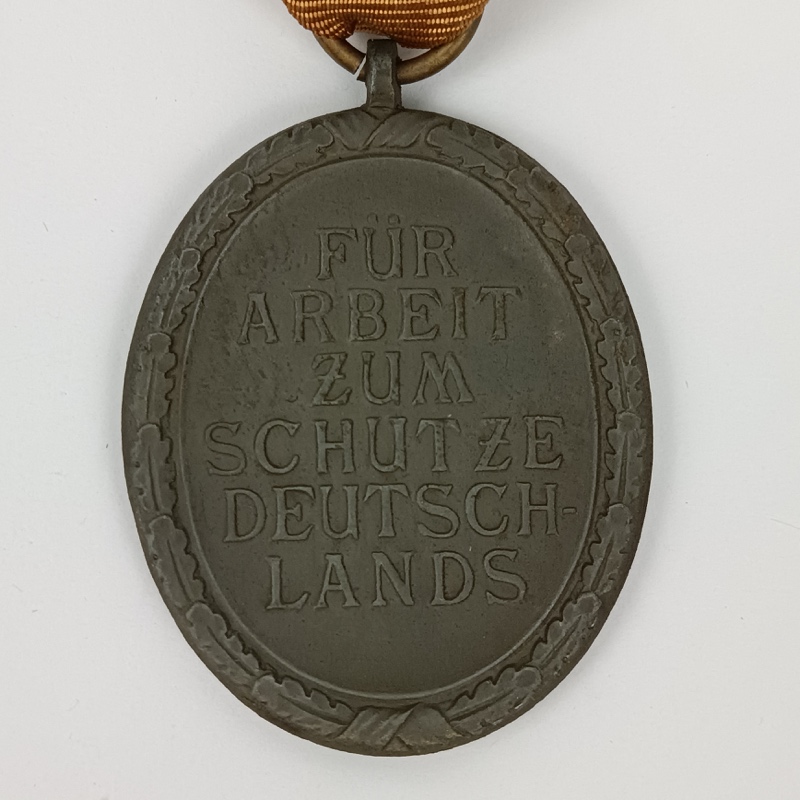 FÜR
ARBEIT
ZUM
SCHUTZE
DEUTSCH-
LANDS